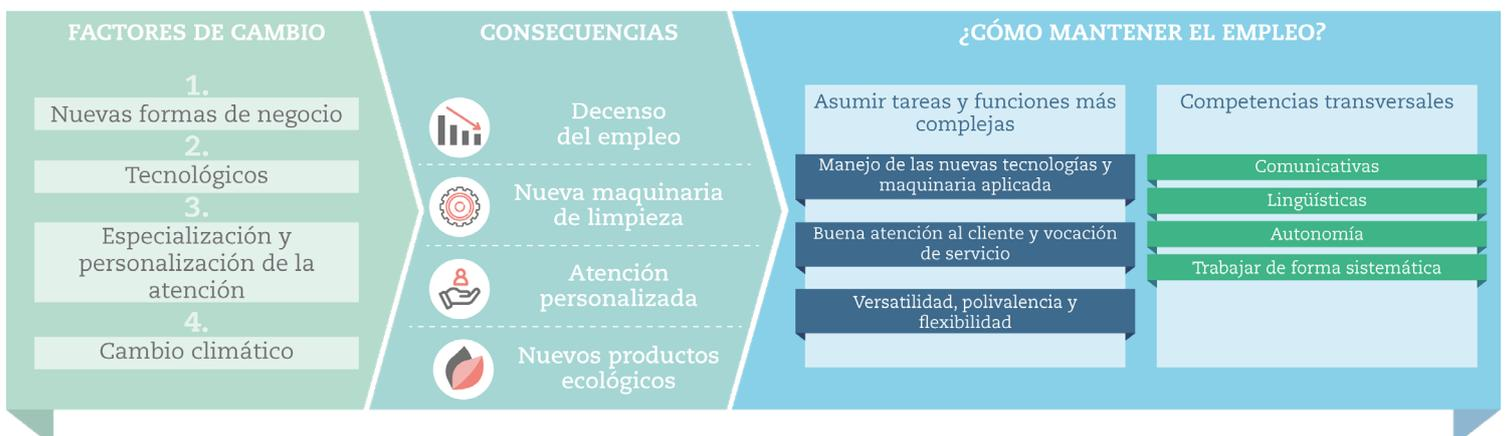 FACTORES DE CAMBIO
1.
Nuevas formas de negocio
2.
Tecnológicos
3.
Especialización y
personalización de la
atención
4.
Cambio climático
CONSECUENCIAS
Decenso
del empleo
Nueva maquinaria
de limpieza
Atención
personalizada
Nuevos productos
ecológicos
¿CÓMO MANTENER EL EMPLEO?
Asumir tareas y funciones más
complejas
Manejo de las nuevas tecnologías y
maquinaria aplicada
Buena atención al cliente y vocación
de servicio
Versatilidad, polivalencia y
flexibilidad
Competencias transversales
Comunicativas
Lingüísticas
Autonomía
Trabajar de forma sistemática